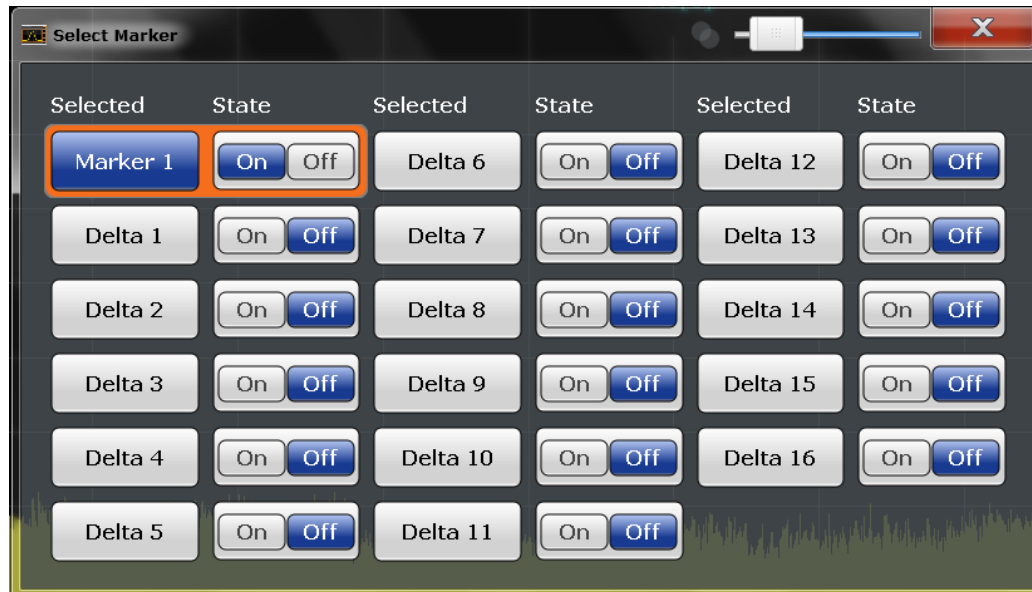 Select Marker
X
Selected State Selected State Selected State
Marker 1 On Off Delta 6 On Off Delta 12 On Off
Delta 1 On Off Delta 7 On Off Delta 13 On Off
Delta 2 On Off Delta 8 On Off Delta 14 On Off
Delta 3 On Off Delta 9 On Off Delta 15 On Off
Delta 4 On Off Delta 10 On Off Delta 16 On Off
Delta 5 On Off Delta 11 On Off